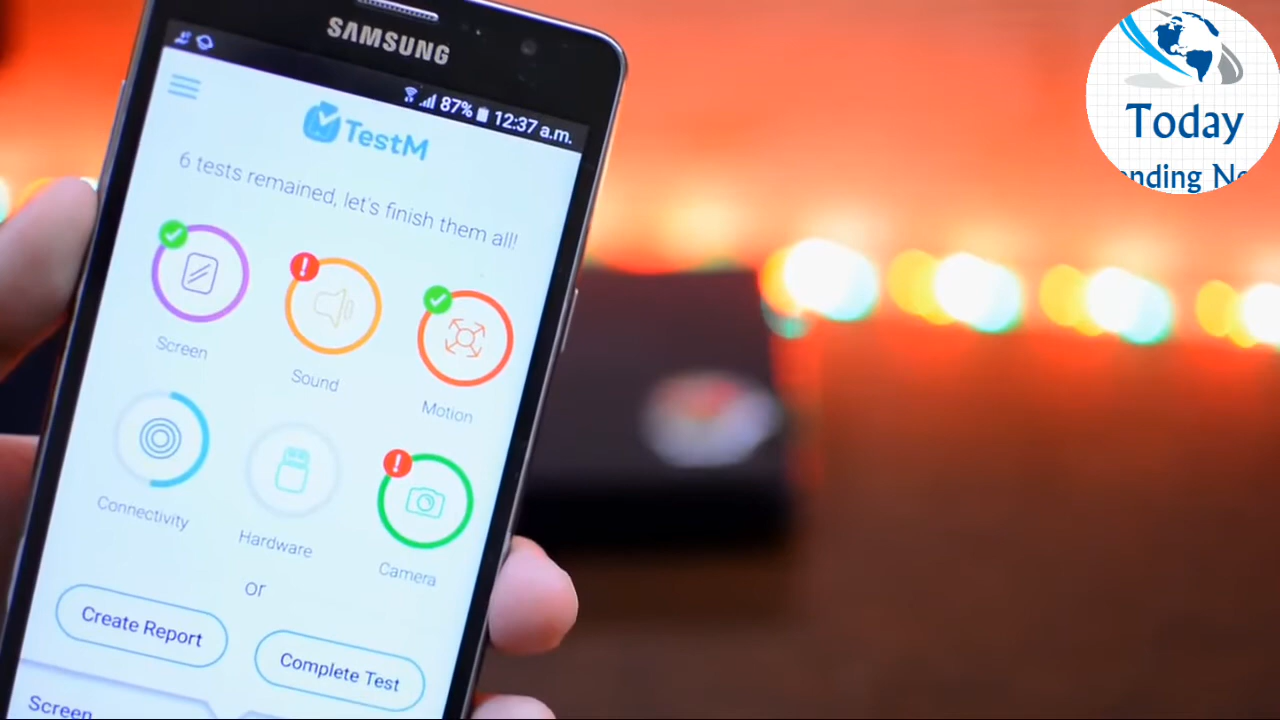 SAMSUNG
87% 12:37 a.m.
TestM
6 tests remained, let's finish them all!
Screen
Sound
Motion
Connectivity
Hardware
Camera
or
Create Report
Complete Test
Screen
Today